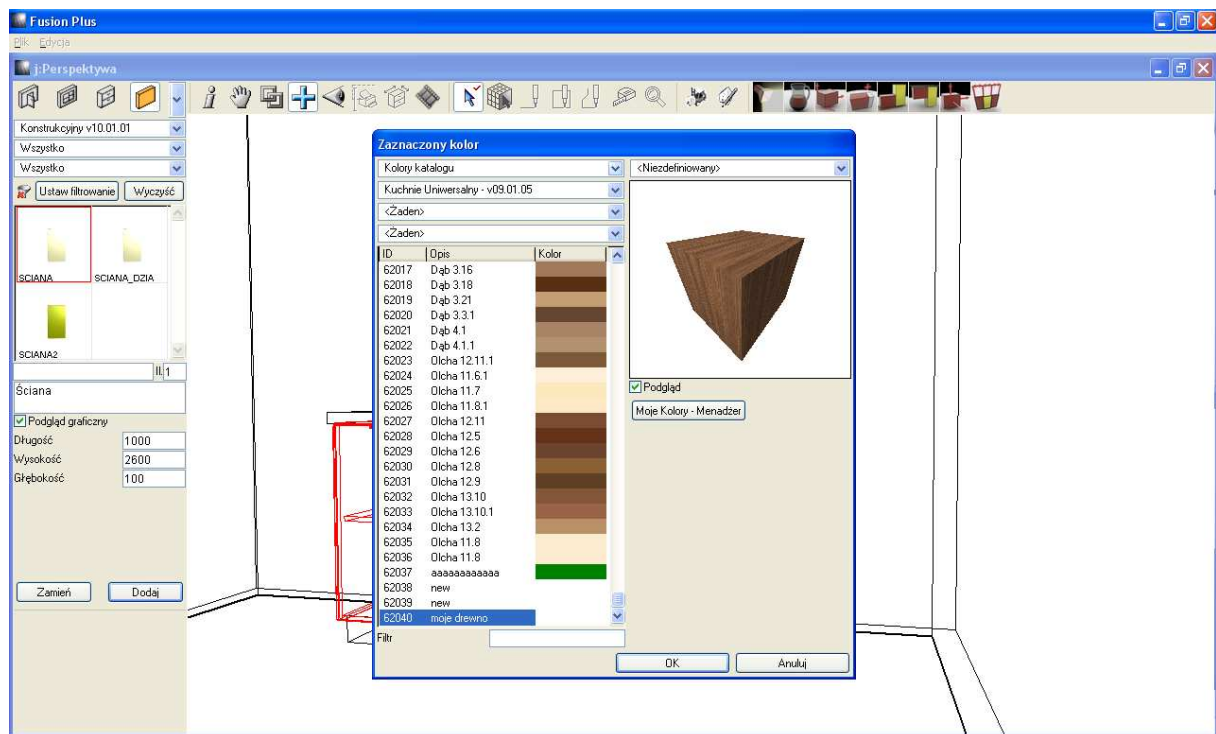 Fusion Plus
Plik Edycja
j:Perspektywa
Konstrukcyjny v10.01.01
Wszystko
Wszystko
Ustaw filtrowanie Wyczyść
SCIANA SCIANA_DZIA
SCIANA2
Il. 1
Ściana
Podgląd graficzny
Długość 1000
Wysokość 2600
Głębokość 100
Zamień Dodaj
Zaznaczony kolor
Kolory katalogu
Kuchnie Uniwersalny - v09.01.05
<Żaden>
<Żaden>
ID Opis Kolor
62017 Dąb 3.16
62018 Dąb 3.18
62019 Dąb 3.21
62020 Dąb 3.3.1
62021 Dąb 4.1
62022 Dąb 4.1.1
62023 Olcha 12.11.1
62024 Olcha 11.6.1
62025 Olcha 11.7
62026 Olcha 11.8.1
62027 Olcha 12.11
62028 Olcha 12.5
62029 Olcha 12.6
62030 Olcha 12.8
62031 Olcha 12.9
62032 Olcha 13.10
62033 Olcha 13.10.1
62034 Olcha 13.2
62035 Olcha 11.8
62036 Olcha 11.8
62037 aaaaaaaaaaaa
62038 new
62039 new
62040 moje drewno
Filtr
<Niezdefiniowany>
Podgląd
Moje Kolory - Menadżer
OK Anuluj